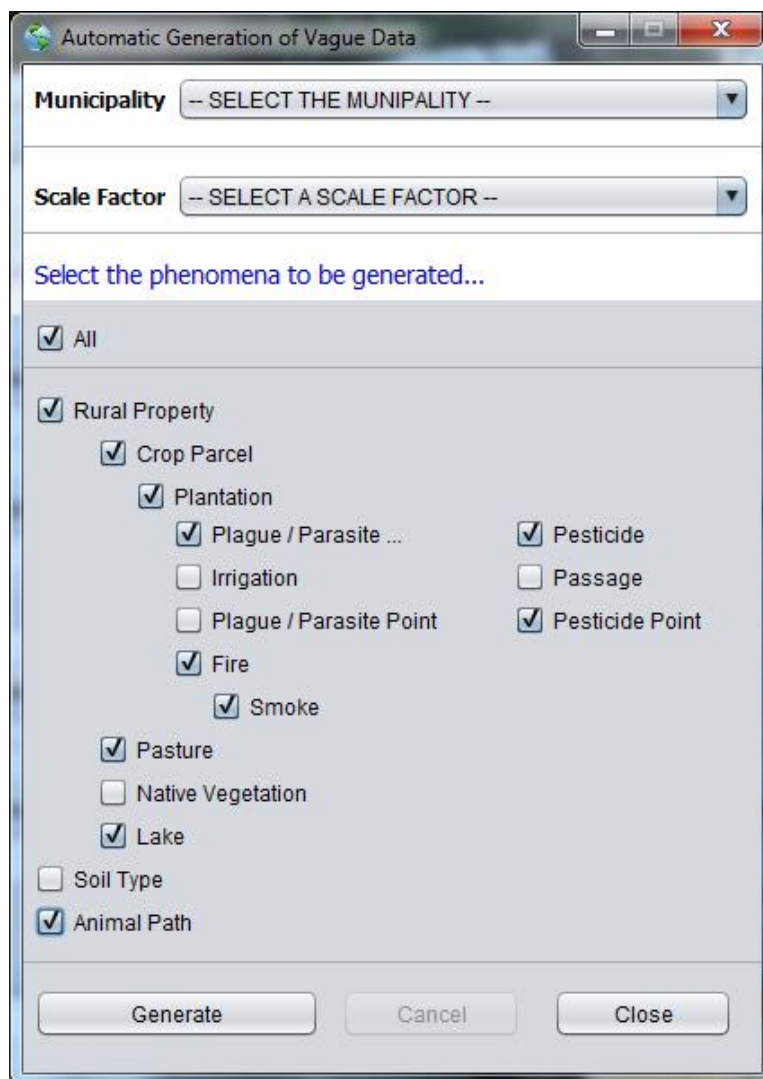 Automatic Generation of Vague Data
Municipality -- SELECT THE MUNIPALITY --
Scale Factor -- SELECT A SCALE FACTOR --
Select the phenomena to be generated...
All
Rural Property
Crop Parcel
Plantation
Plague / Parasite ... Pesticide
Irrigation Passage
Plague / Parasite Point Pesticide Point
Fire
Smoke
Pasture
Native Vegetation
Lake
Soil Type
Animal Path
Generate Cancel Close